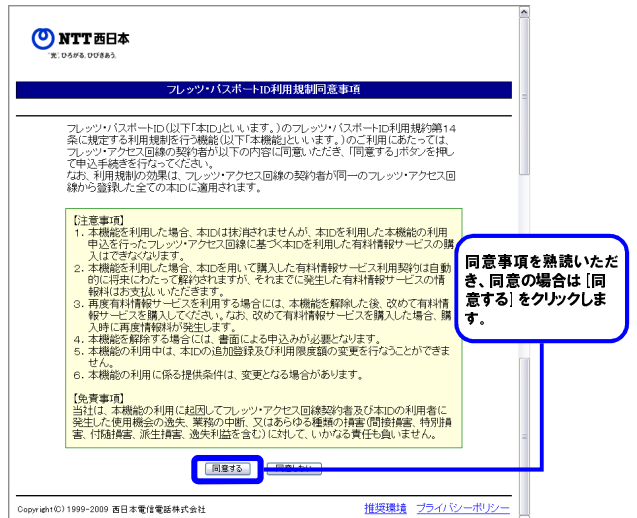 NTT西日本
光、ひろがる。ひびきあう。
フレッツ・パスポートID利用規制同意事項
フレッツ・パスポートID(以下「本ID」といいます。)のフレッツ・パスポートID利用規約第14
条に規定する利用規制を行う機能(以下「本機能」といいます。)のご利用にあたっては、
フレッツ・アクセス回線の契約者が以下の内容に同意いただき、「同意する」ボタンを押し
て申込手続きを行なってください。
なお、利用規制の効果は、フレッツ・アクセス回線の契約者が同一のフレッツ・アクセス回
線から登録した全ての本IDに適用されます。
【注意事項】
1. 本機能を利用した場合、本IDは抹消されませんが、本IDを利用した本機能の利用
申込を行ったフレッツ・アクセス回線に基づく本IDを利用した有料情報サービスの購
入はできなくなります。
2. 本機能を利用した場合、本IDを用いて購入した有料情報サービス利用契約は自動
的に将来にわたって解約されますが、それまでに発生した有料情報サービスの情
報料はお支払いいただきます。
3. 再度有料情報サービスを利用する場合には、本機能を解除した後、改めて有料情
報サービスを購入してください。なお、改めて有料情報サービスを購入した場合、購
入時に再度情報料が発生します。
4. 本機能を解除する場合には、書面による申込みが必要となります。
5. 本機能の利用中は、本IDの追加登録及び利用限度額の変更を行なうことができま
せん。
6. 本機能の利用に係る提供条件は、変更となる場合があります。
【免責事項】
当社は、本機能の利用に起因してフレッツ・アクセス回線契約者及び本IDの利用者に
発生した使用機会の逸失、業務の中断、又はあらゆる種類の損害(間接損害、特別損
害、付随損害、派生損害、逸失利益を含む)に対して、いかなる責任も負いません。
同意事項を熟読いただ
き、同意の場合は［同
意する］をクリックしま
す。
同意する
同意しない
Copyright(C) 1999-2009 西日本電信電話株式会社
推奨環境 プライバシーポリシー